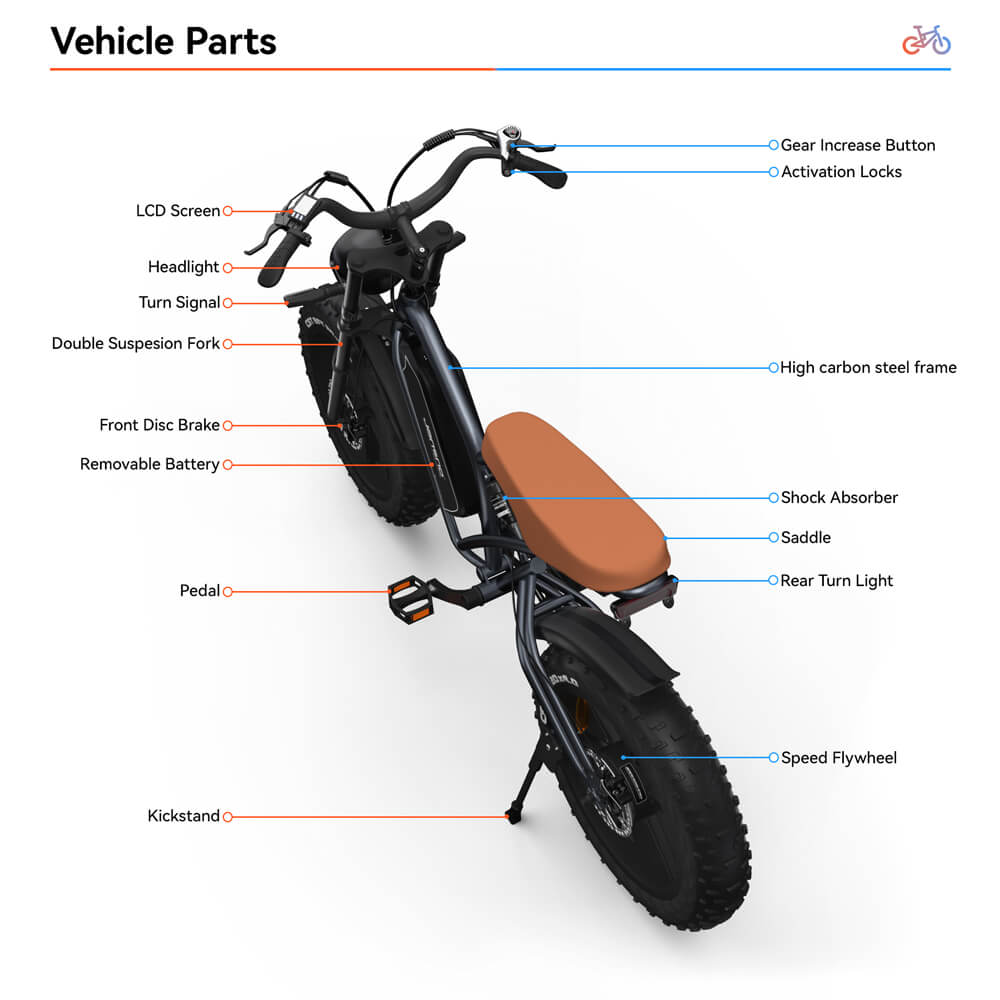 Vehicle Parts
Gear Increase Button
Activation Locks
LCD Screen
Headlight
Turn Signal
Double Suspesion Fork
High carbon steel frame
Front Disc Brake
Removable Battery
Shock Absorber
Saddle
Rear Turn Light
Pedal
Speed Flywheel
Kickstand